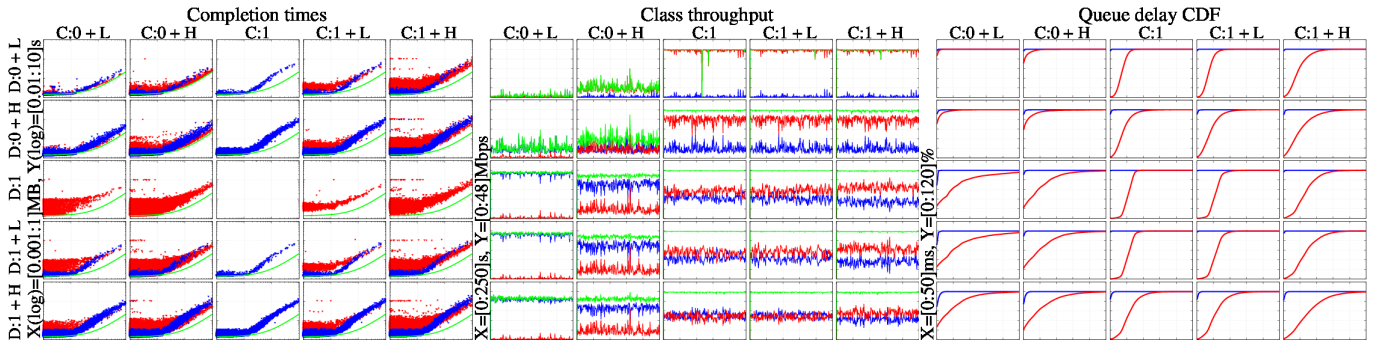 Completion times
Class throughput
Queue delay CDF
C:0 + L
C:0 + H
C:1
C:1 + L
C:1 + H
C:0 + L
C:0 + H
C:1
C:1 + L
C:1 + H
C:0 + L
C:0 + H
C:1
C:1 + L
C:1 + H
D:0 + L
D:0 + H
D:1
D:1 + L
D:1 + H
X(log)=[0.001:1]MB, Y(log)=[0.01:10]s
X=[0:250]s, Y=[0:48]Mbps
X=[0:50]ms, Y=[0:120]%